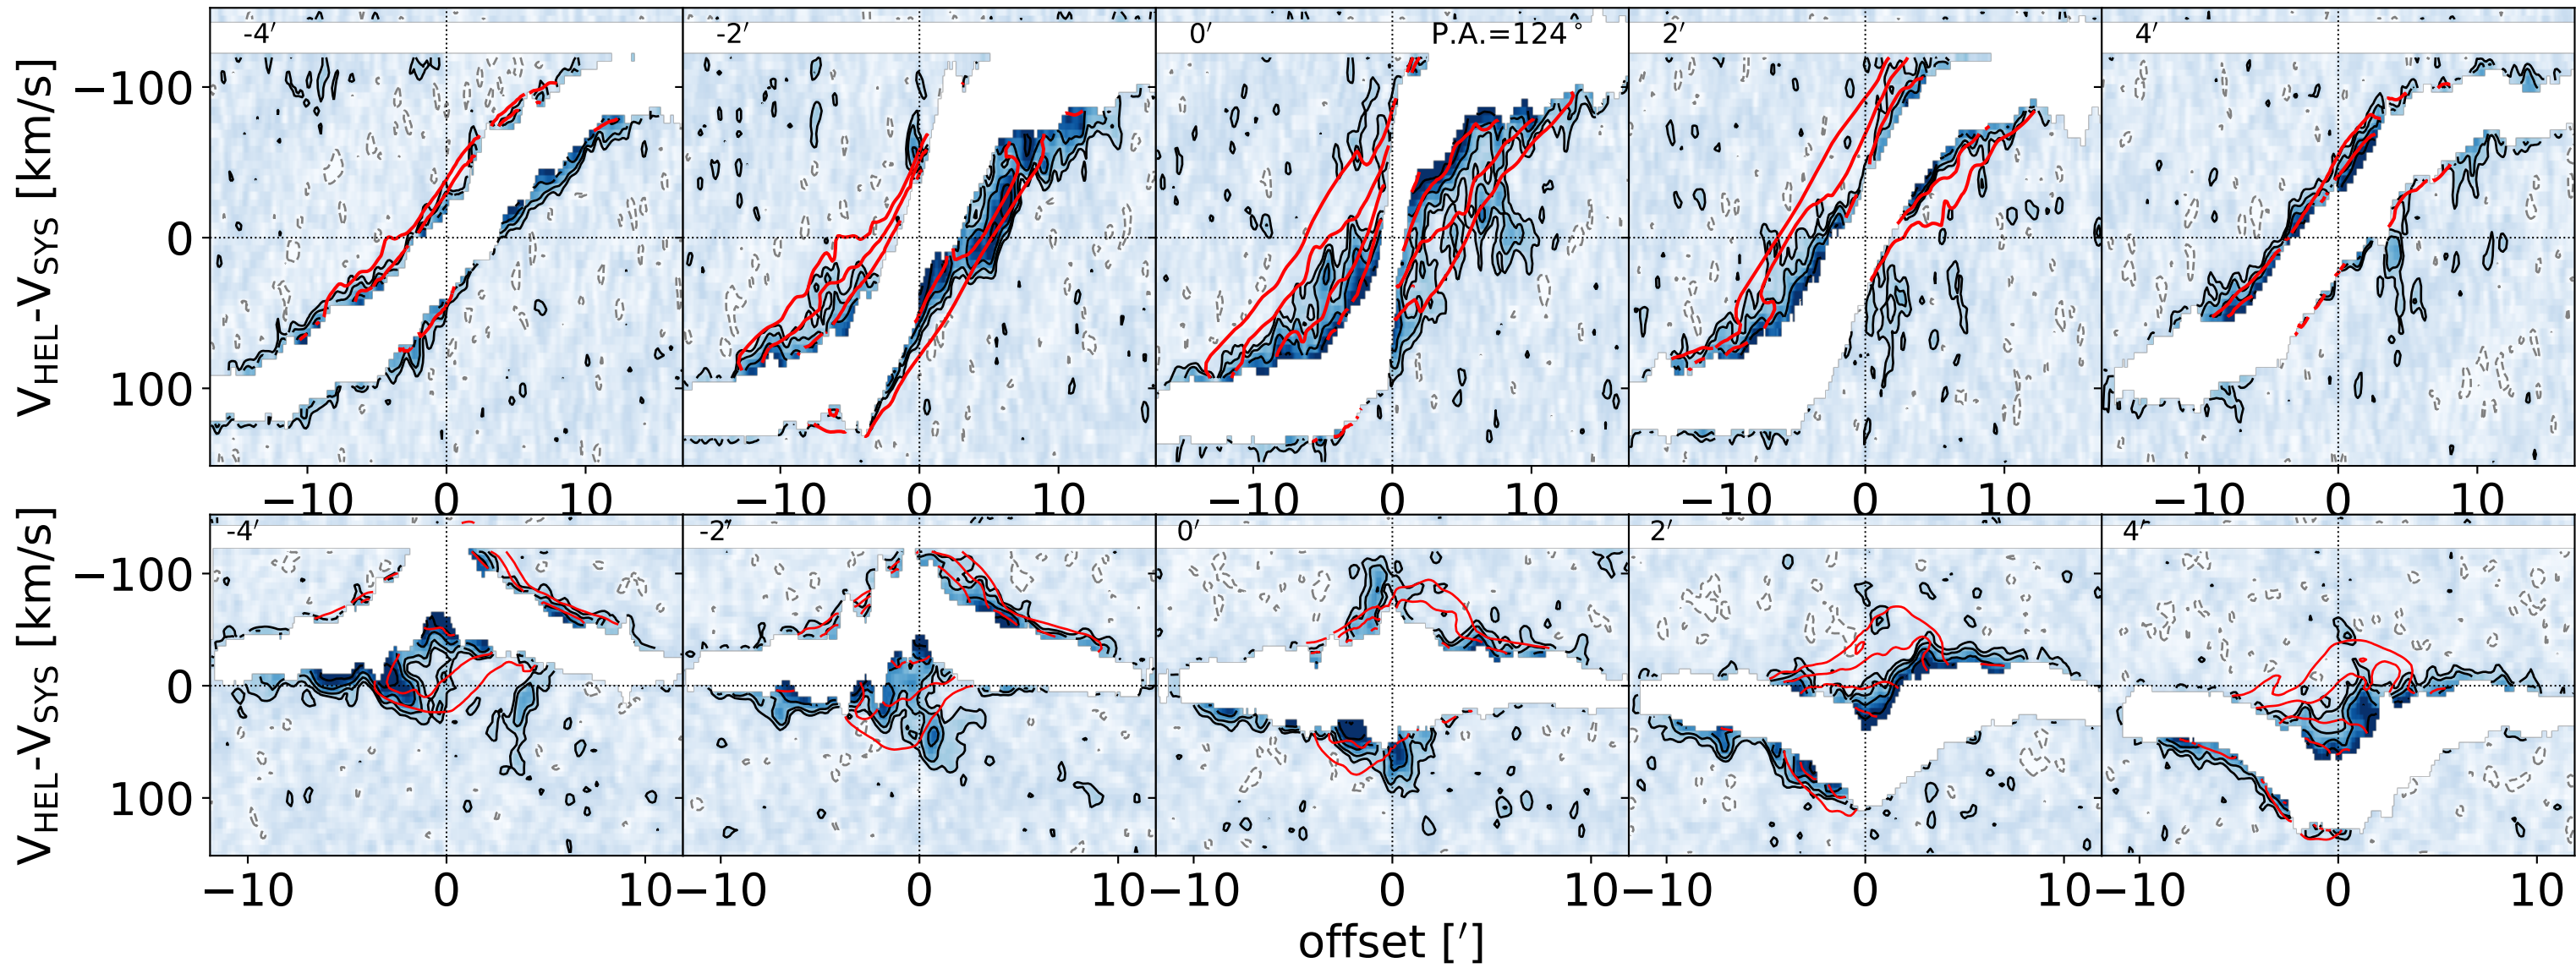 -4′ -2′ 0′ P.A.=124° 2′ 4′
V_HEL-V_SYS [km/s]
−100
0
100
−10 0 10 −10 0 10 −10 0 10 −10 0 10 −10 0 10
-4′ -2′ 0′ 2′ 4′
V_HEL-V_SYS [km/s]
−100
0
100
−10 0 10 −10 0 10 −10 0 10 −10 0 10 −10 0 10
offset [′]